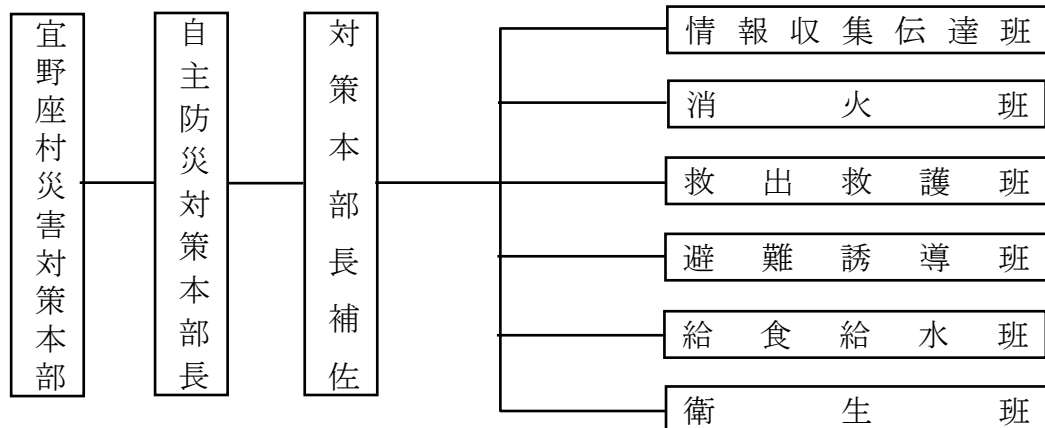 宜野座村災害対策本部
自主防災対策本部長
対策本部長補佐
情報収集伝達班
消火班
救出救護班
避難誘導班
給食給水班
衛生班